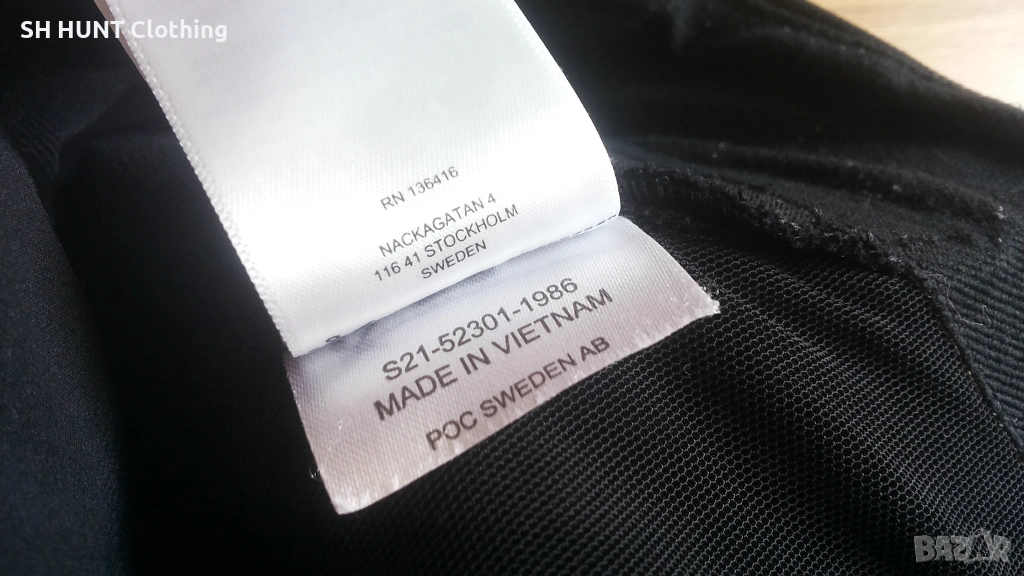 SH HUNT Clothing
RN 136416
NACKAGATAN 4
116 41 STOCKHOLM
SWEDEN
S21-52301-1986
MADE IN VIETNAM
POC SWEDEN AB
BAZAR